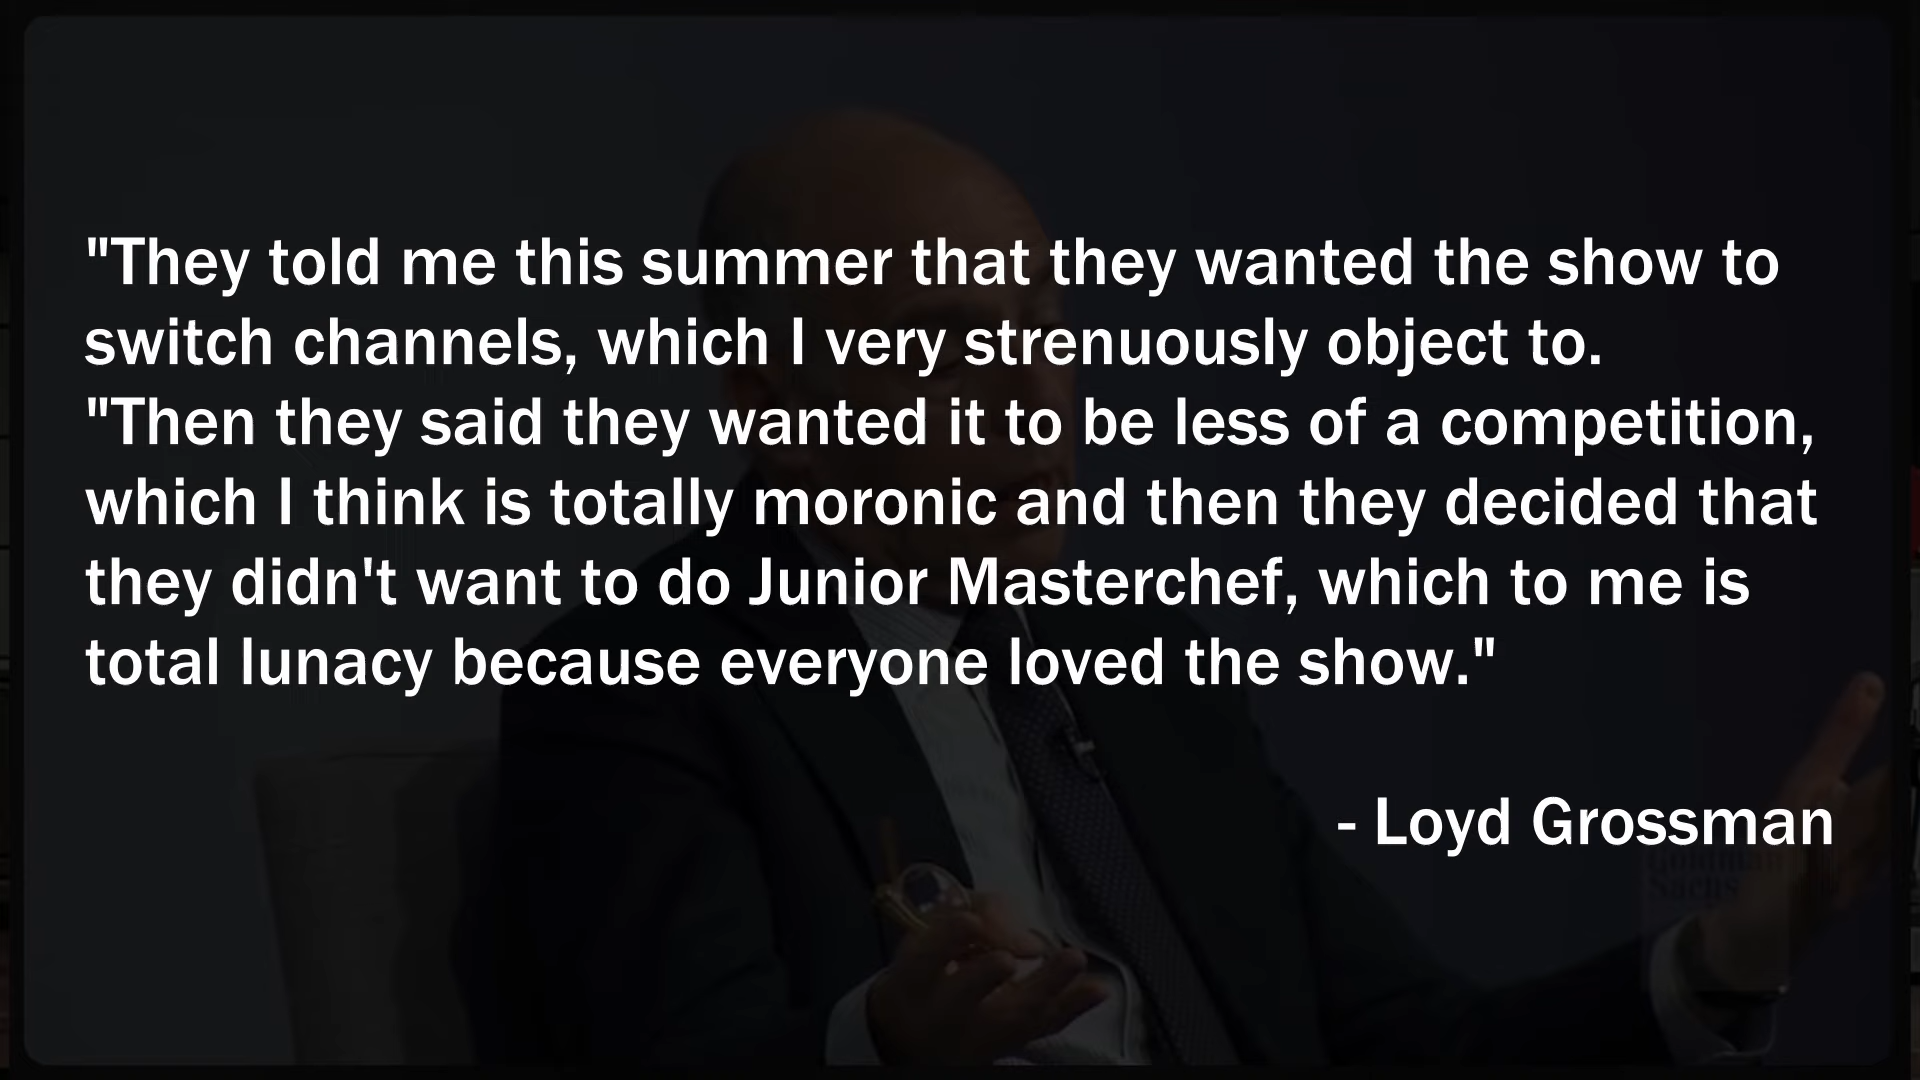 "They told me this summer that they wanted the show to
switch channels, which I very strenuously object to.
"Then they said they wanted it to be less of a competition,
which I think is totally moronic and then they decided that
they didn't want to do Junior Masterchef, which to me is
total lunacy because everyone loved the show."
- Loyd Grossman
Goldman
Sachs